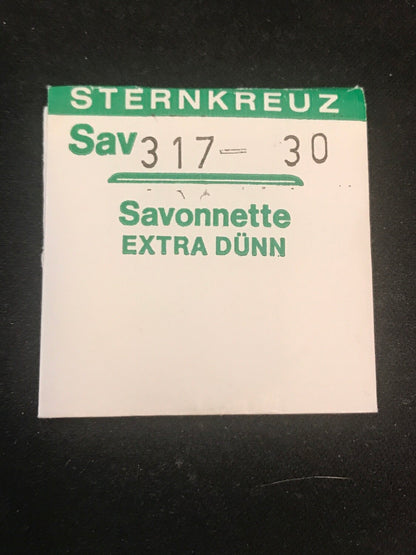 STERNKREUZ
Sav 317- 30
Savonnette
EXTRA DÜNN